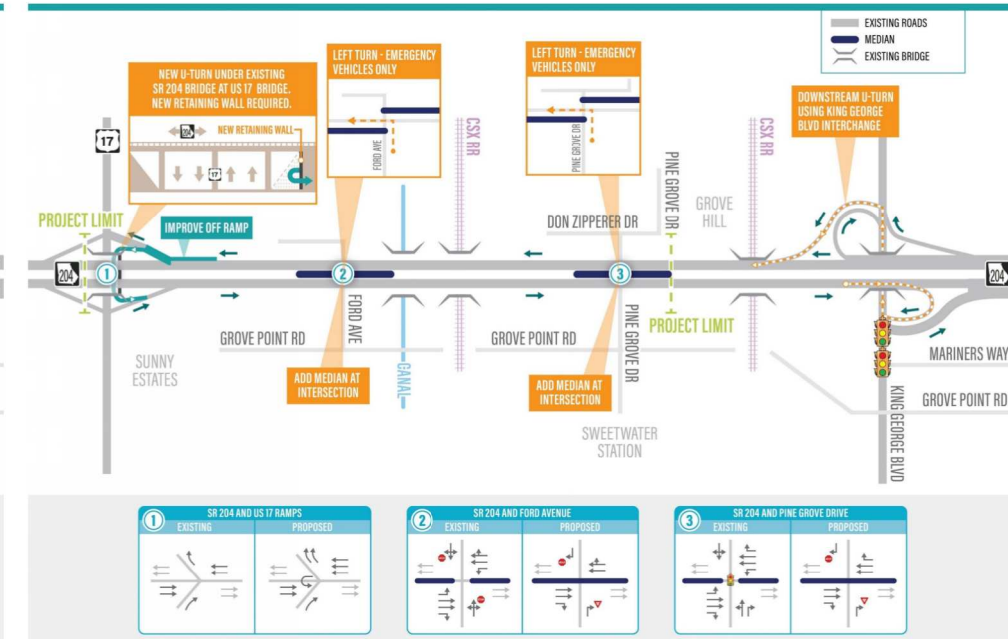 EXISTING ROADS
MEDIAN
EXISTING BRIDGE
NEW U-TURN UNDER EXISTING
SR 204 BRIDGE AT US 17 BRIDGE.
NEW RETAINING WALL REQUIRED.
204
NEW RETAINING WALL
17
LEFT TURN - EMERGENCY
VEHICLES ONLY
FORD AVE
LEFT TURN - EMERGENCY
VEHICLES ONLY
PINE GROVE DR
DOWNSTREAM U-TURN
USING KING GEORGE
BLVD INTERCHANGE
17
CSX RR
CSX RR
PINE GROVE DR
GROVE
HILL
DON ZIPPERER DR
PROJECT LIMIT
IMPROVE OFF RAMP
204
1
2
3
204
PROJECT LIMIT
SUNNY
ESTATES
GROVE POINT RD
FORD AVE
CANAL
GROVE POINT RD
PINE GROVE DR
ADD MEDIAN AT
INTERSECTION
ADD MEDIAN AT
INTERSECTION
SWEETWATER
STATION
MARINERS WAY
GROVE POINT RD
KING GEORGE BLVD
1
SR 204 AND US 17 RAMPS
EXISTING
PROPOSED
2
SR 204 AND FORD AVENUE
EXISTING
PROPOSED
3
SR 204 AND PINE GROVE DRIVE
EXISTING
PROPOSED